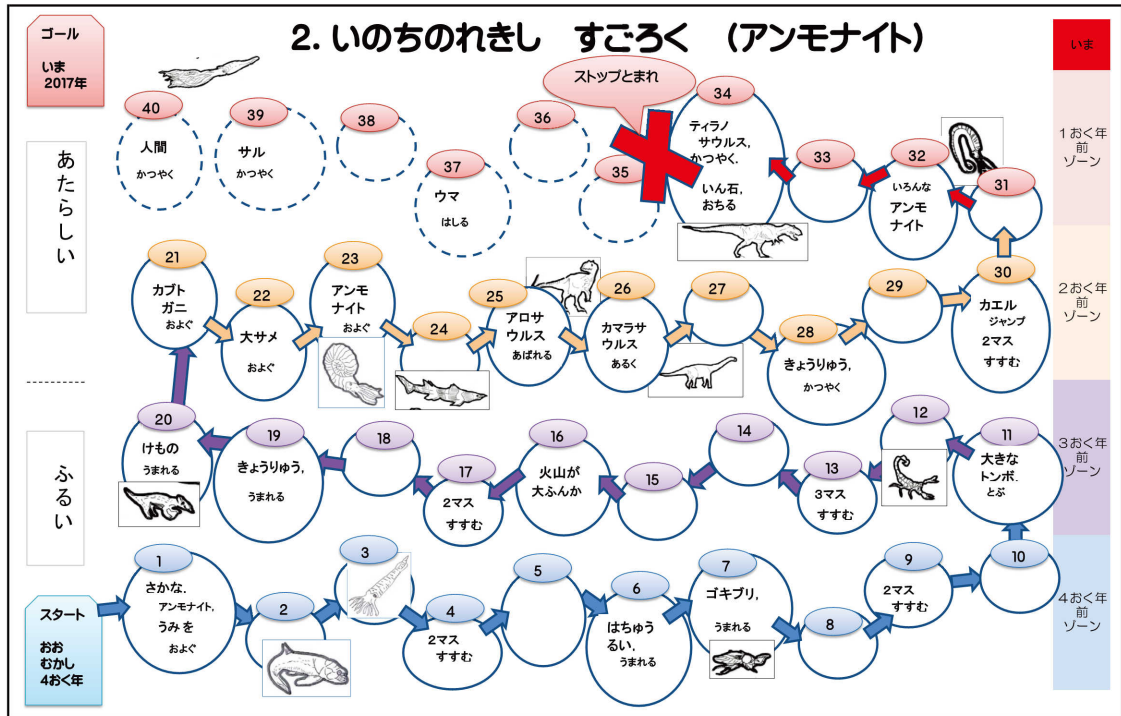 2. いのちのれきし　すごろく　（アンモナイト）
ゴール
いま
2017年
ストップとまれ
いま
40
人間
かつやく
39
サル
かつやく
38
37
ウマ
はしる
36
35
34
ティラノ
サウルス,
かつやく.
いん石,
おちる
33
32
いろんな
アンモ
ナイト
31
1おく年
前
ゾーン
あたらしい
21
カブト
ガニ
およぐ
22
大サメ
およぐ
23
アンモ
ナイト
およぐ
24
25
アロサ
ウルス
あばれる
26
カマラサ
ウルス
あるく
27
28
きょうりゅう,
かつやく
29
30
カエル
ジャンプ
2マス
すすむ
2おく年
前
ゾーン
ふるい
20
けもの
うまれる
19
きょうりゅう,
うまれる
18
17
2マス
すすむ
16
火山が
大ふんか
15
14
13
3マス
すすむ
12
11
大きな
トンボ.
とぶ
3おく年
前
ゾーン
スタート
おお
むかし
4おく年
1
さかな.
アンモナイト,
うみ を
およぐ
2
3
4
2マス
すすむ
5
6
はちゅう
るい,
うまれる
7
ゴキブリ,
うまれる
8
9
2マス
すすむ
10
4おく年
前
ゾーン